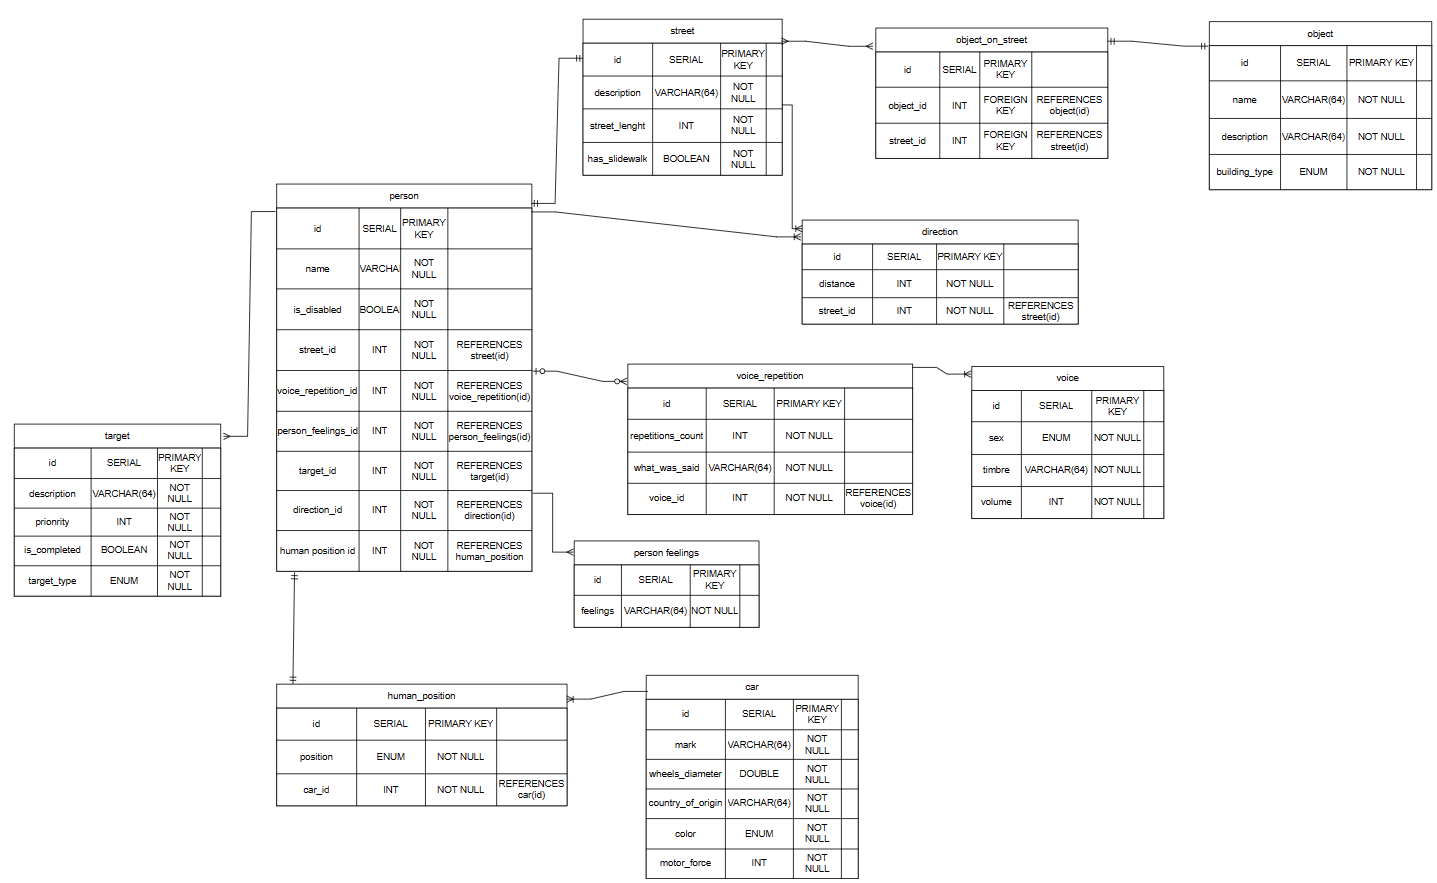 street
id SERIAL PRIMARY KEY
description VARCHAR(64) NOT NULL
street_lenght INT NOT NULL
has_slidewalk BOOLEAN NOT NULL
object_on_street
id SERIAL PRIMARY KEY
object_id INT FOREIGN KEY REFERENCES object(id)
street_id INT FOREIGN KEY REFERENCES street(id)
object
id SERIAL PRIMARY KEY
name VARCHAR(64) NOT NULL
description VARCHAR(64) NOT NULL
building_type ENUM NOT NULL
person
id SERIAL PRIMARY KEY
name VARCHA NOT NULL
is_disabled BOOLEA NOT NULL
street_id INT NOT NULL REFERENCES street(id)
voice_repetition_id INT NOT NULL REFERENCES voice_repetition(id)
person_feelings_id INT NOT NULL REFERENCES person_feelings(id)
target_id INT NOT NULL REFERENCES target(id)
direction_id INT NOT NULL REFERENCES direction(id)
human position id INT NOT NULL REFERENCES human_position
direction
id SERIAL PRIMARY KEY
distance INT NOT NULL
street_id INT NOT NULL REFERENCES street(id)
voice_repetition
id SERIAL PRIMARY KEY
repetitions_count INT NOT NULL
what_was_said VARCHAR(64) NOT NULL
voice_id INT NOT NULL REFERENCES voice(id)
voice
id SERIAL PRIMARY KEY
sex ENUM NOT NULL
timbre VARCHAR(64) NOT NULL
volume INT NOT NULL
target
id SERIAL PRIMARY KEY
description VARCHAR(64) NOT NULL
prionrity INT NOT NULL
is_completed BOOLEAN NOT NULL
target_type ENUM NOT NULL
person feelings
id SERIAL PRIMARY KEY
feelings VARCHAR(64) NOT NULL
human_position
id SERIAL PRIMARY KEY
position ENUM NOT NULL
car_id INT NOT NULL REFERENCES car(id)
car
id SERIAL PRIMARY KEY
mark VARCHAR(64) NOT NULL
wheels_diameter DOUBLE NOT NULL
country_of_origin VARCHAR(64) NOT NULL
color ENUM NOT NULL
motor_force INT NOT NULL